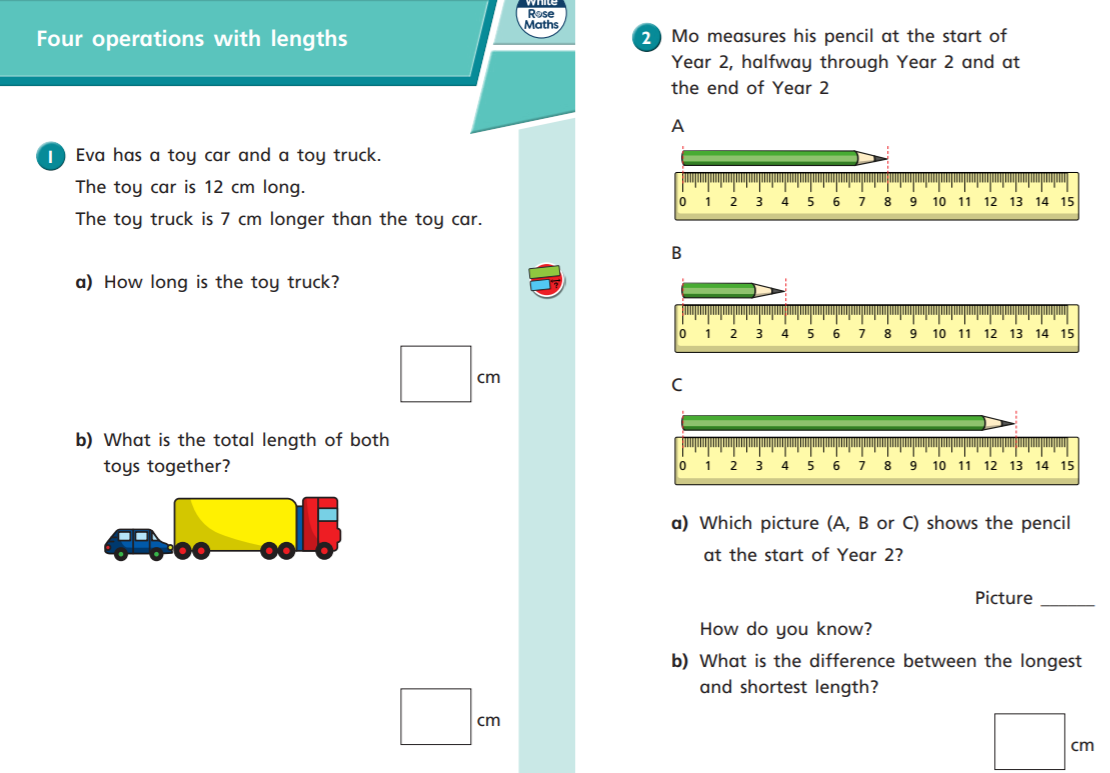 Four operations with lengths
White
Rose
Maths
1
Eva has a toy car and a toy truck.
The toy car is 12 cm long.
The toy truck is 7 cm longer than the toy car.
a) How long is the toy truck?
?
cm
b) What is the total length of both
toys together?
cm
2
Mo measures his pencil at the start of
Year 2, halfway through Year 2 and at
the end of Year 2
A
0 1 2 3 4 5 6 7 8 9 10 11 12 13 14 15
B
0 1 2 3 4 5 6 7 8 9 10 11 12 13 14 15
C
0 1 2 3 4 5 6 7 8 9 10 11 12 13 14 15
a) Which picture (A, B or C) shows the pencil
at the start of Year 2?
Picture ______
How do you know?
b) What is the difference between the longest
and shortest length?
cm